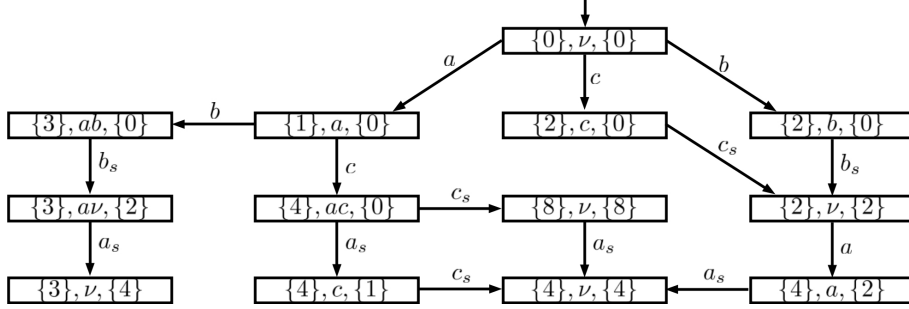 {0}, ν, {0}
a
c
b
{3}, ab, {0}
b
{1}, a, {0}
{2}, c, {0}
{2}, b, {0}
b_s
c
c_s
b_s
{3}, aν, {2}
{4}, ac, {0}
c_s
{8}, ν, {8}
{2}, ν, {2}
a_s
a_s
a_s
a
{3}, ν, {4}
{4}, c, {1}
c_s
{4}, ν, {4}
a_s
{4}, a, {2}